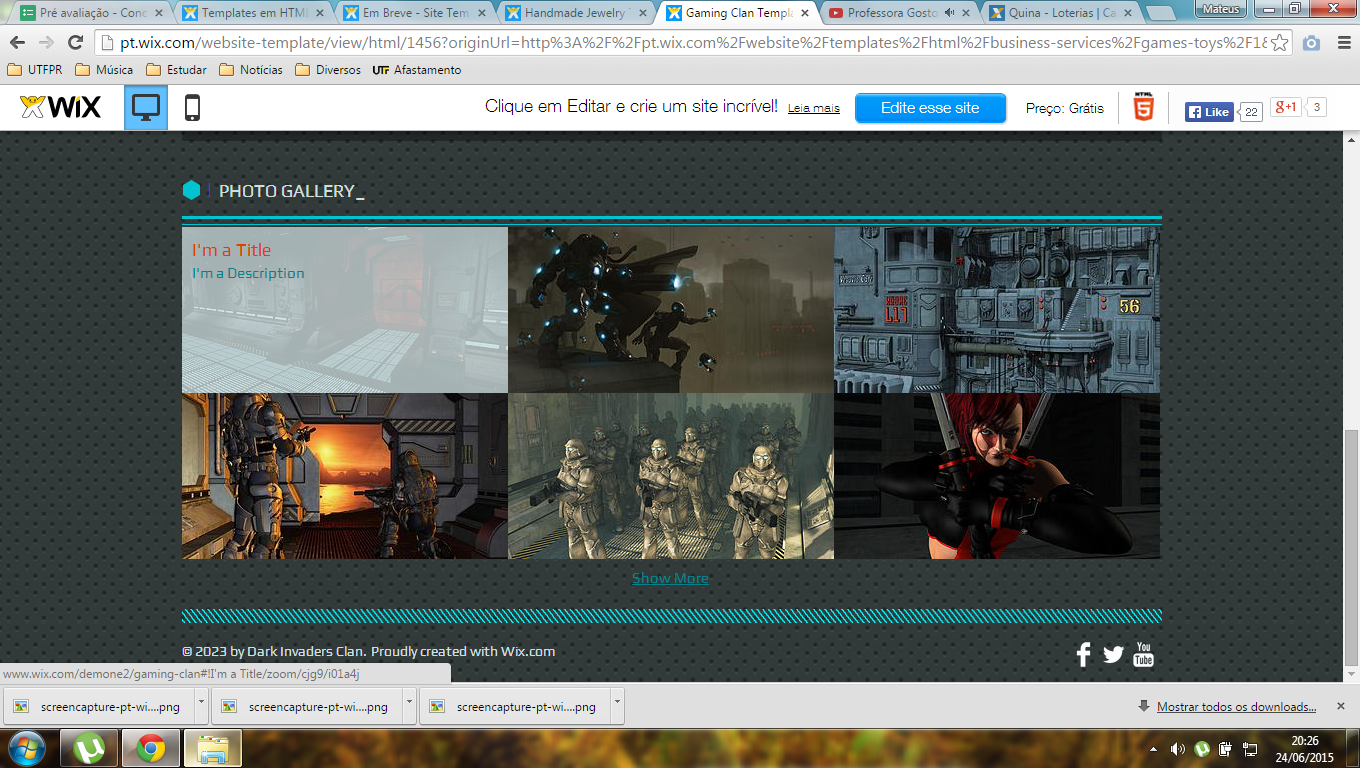 Pré avaliação - Conc
Templates em HTML
Em Breve - Site Tem
Handmade Jewelry T
Gaming Clan Templa
Professora Gosto
Quina - Loterias | Ca
Mateus
pt.wix.com/website-template/view/html/1456?originUrl=http%3A%2F%2Fpt.wix.com%2Fwebsite%2Ftemplates%2Fhtml%2Fbusiness-services%2Fgames-toys%2F18
UTFPR
Música
Estudar
Notícias
Diversos
UTF Afastamento
WiX
Clique em Editar e crie um site incrível!
Leia mais
Edite esse site
Preço: Grátis
HTML
5
Like
22
g+1
3
PHOTO GALLERY_
I'm a Title
I'm a Description
L17
56
Show More
© 2023 by Dark Invaders Clan. Proudly created with Wix.com
You
Tube
www.wix.com/demone2/gaming-clan#!I'm a Title/zoom/cjg9/i01a4j
screencapture-pt-wi....png
screencapture-pt-wi....png
screencapture-pt-wi....png
Mostrar todos os downloads...
20:26
24/06/2015